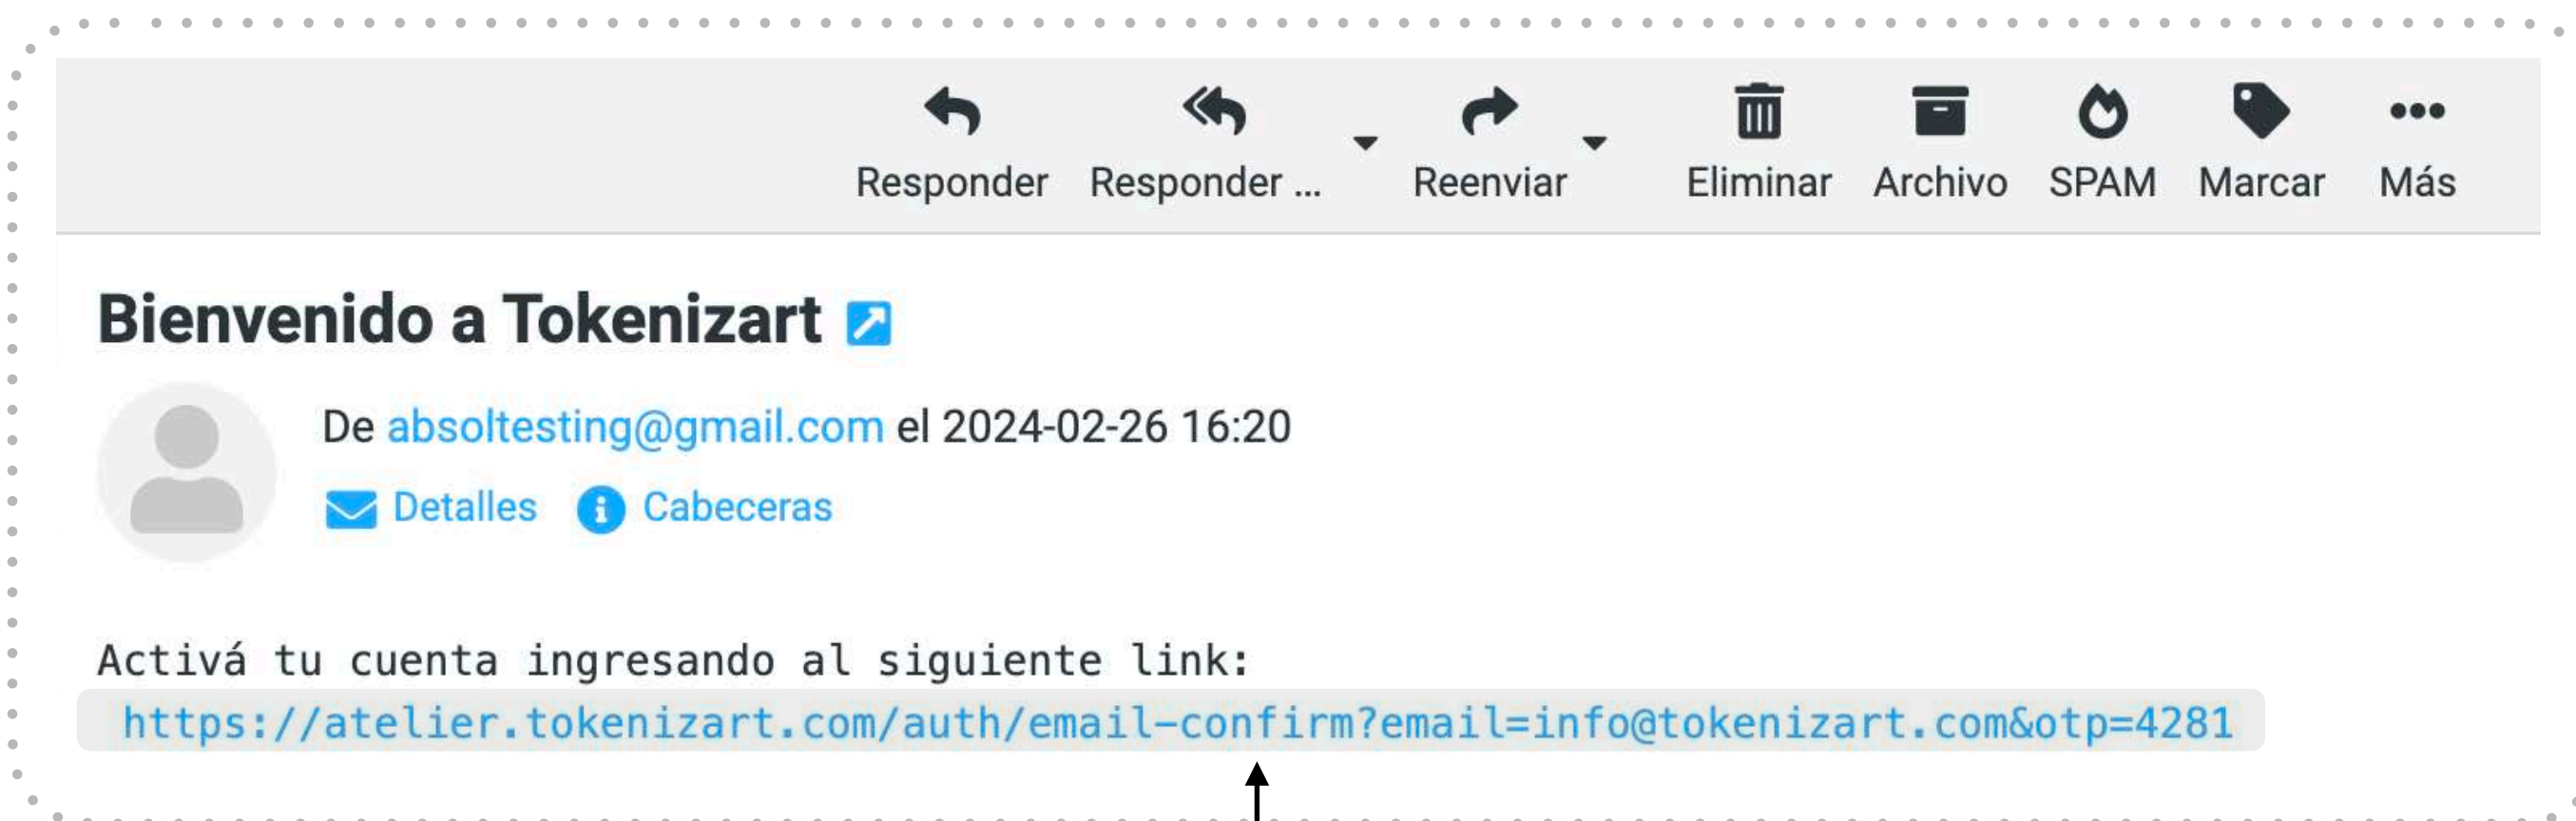 Responder Responder ... Reenviar Eliminar Archivo SPAM Marcar Más
Bienvenido a Tokenizart
De absoltesting@gmail.com el 2024-02-26 16:20
Detalles Cabeceras
Activá tu cuenta ingresando al siguiente link:
https://atelier.tokenizart.com/auth/email-confirm?email=info@tokenizart.com&otp=4281